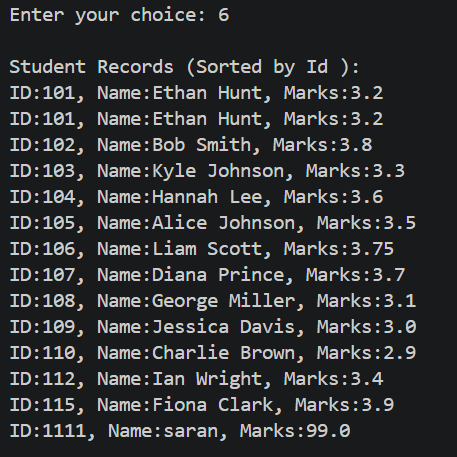 Enter your choice: 6
Student Records (Sorted by Id ):
ID:101, Name:Ethan Hunt, Marks:3.2
ID:101, Name:Ethan Hunt, Marks:3.2
ID:102, Name:Bob Smith, Marks:3.8
ID:103, Name:Kyle Johnson, Marks:3.3
ID:104, Name:Hannah Lee, Marks:3.6
ID:105, Name:Alice Johnson, Marks:3.5
ID:106, Name:Liam Scott, Marks:3.75
ID:107, Name:Diana Prince, Marks:3.7
ID:108, Name:George Miller, Marks:3.1
ID:109, Name:Jessica Davis, Marks:3.0
ID:110, Name:Charlie Brown, Marks:2.9
ID:112, Name:Ian Wright, Marks:3.4
ID:115, Name:Fiona Clark, Marks:3.9
ID:1111, Name:saran, Marks:99.0